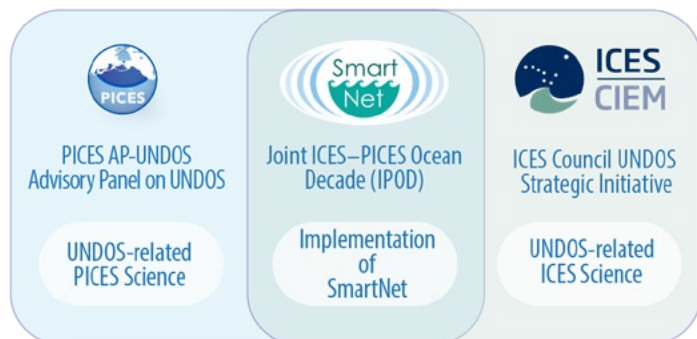 PICES
PICES AP-UNDOS
Advisory Panel on UNDOS
UNDOS-related
PICES Science
Smart
Net
Joint ICES–PICES Ocean
Decade (IPOD)
Implementation
of
SmartNet
ICES
CIEM
ICES Council UNDOS
Strategic Initiative
UNDOS-related
ICES Science